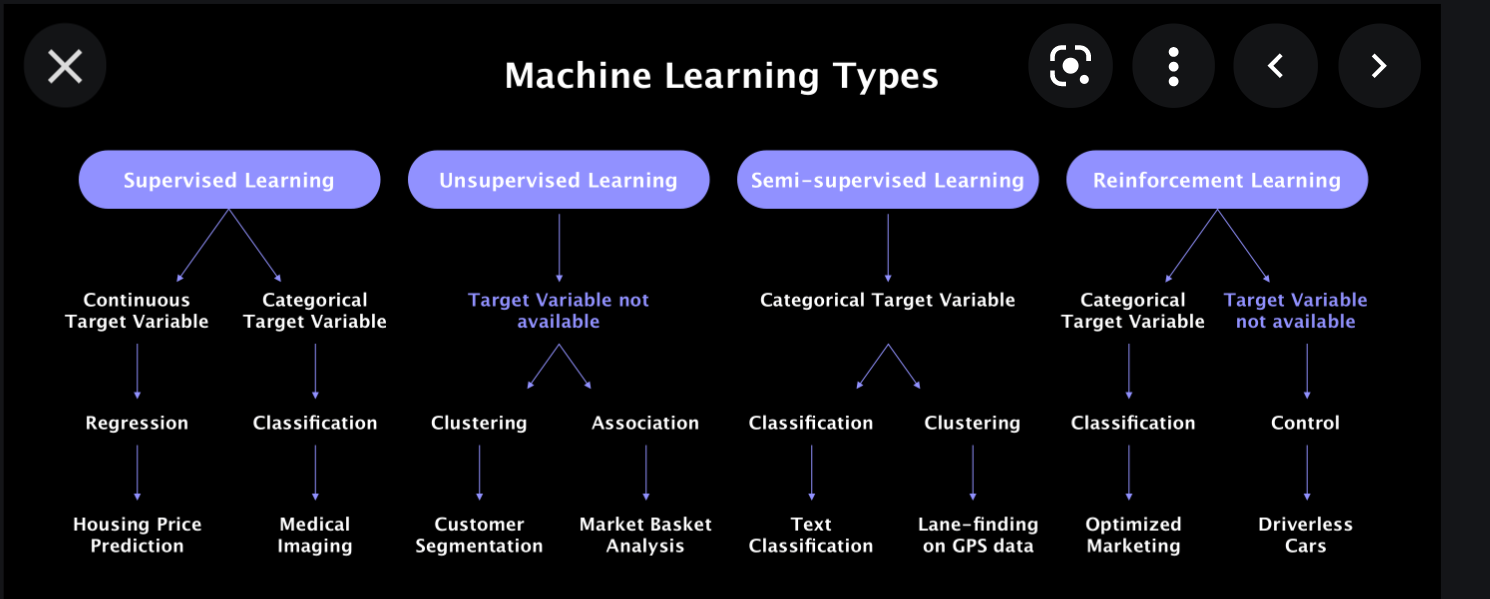 Machine Learning Types
Supervised Learning
Unsupervised Learning
Semi-supervised Learning
Reinforcement Learning
Continuous
Target Variable
Categorical
Target Variable
Target Variable not
available
Categorical Target Variable
Categorical
Target Variable
Target Variable
not available
Regression
Classification
Clustering
Association
Classification
Clustering
Classification
Control
Housing Price
Prediction
Medical
Imaging
Customer
Segmentation
Market Basket
Analysis
Text
Classification
Lane-finding
on GPS data
Optimized
Marketing
Driverless
Cars